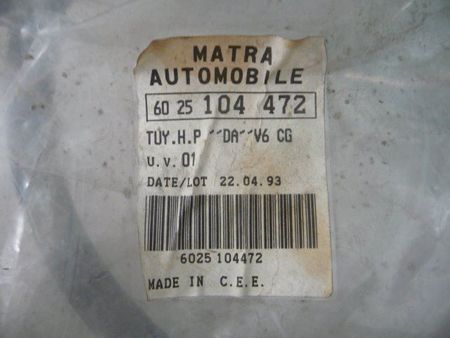 MATRA
AUTOMOBILE
60 25 104 472
TUY.H.P ´´DA´´V6 CG
U.v. 01
DATE/LOT 22.04.93
6025 104472
MADE IN C.E.E.